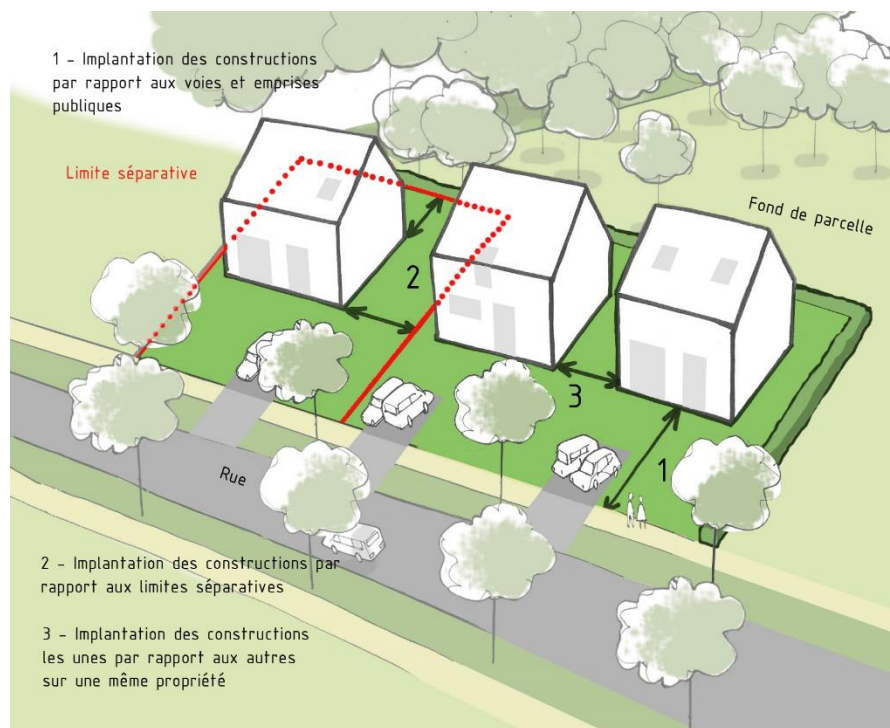 1 - Implantation des constructions
par rapport aux voies et emprises
publiques
Limite séparative
Fond de parcelle
2
3
1
Rue
2 - Implantation des constructions par
rapport aux limites séparatives
3 - Implantation des constructions
les unes par rapport aux autres
sur une même propriété